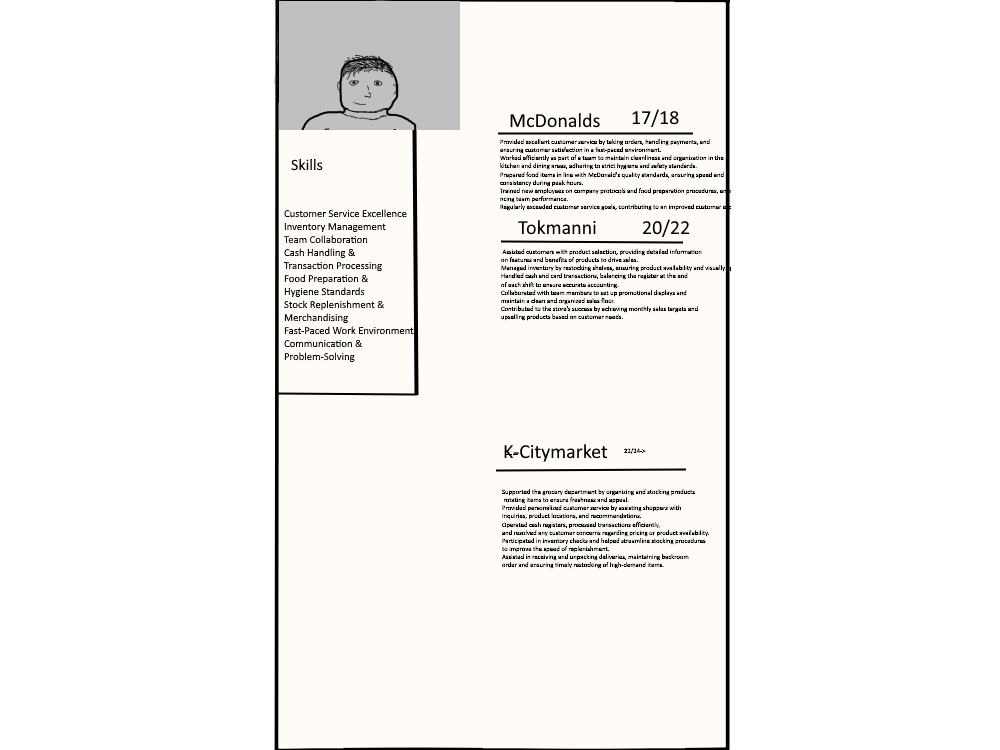 Skills
Customer Service Excellence
Inventory Management
Team Collaboration
Cash Handling &
Transaction Processing
Food Preparation &
Hygiene Standards
Stock Replenishment &
Merchandising
Fast-Paced Work Environment
Communication &
Problem-Solving
McDonalds 17/18
Provided excellent customer service by taking orders, handling payments, and
ensuring customer satisfaction in a fast-paced environment.
Worked efficiently as part of a team to maintain cleanliness and organization in the
kitchen and dining areas, adhering to strict hygiene and safety standards.
Prepared food items in line with McDonald's quality standards, ensuring speed and
consistency during peak hours.
Trained new employees on company protocols and food preparation procedures,
ncing team performance.
Regularly exceeded customer service goals, contributing to an improved customer
Tokmanni 20/22
Assisted customers with product selection, providing detailed information
on features and benefits of products to drive sales.
Managed inventory by restocking shelves, ensuring product availability and visually
Handled cash and card transactions, balancing the register at the end
of each shift to ensure accurate accounting.
Collaborated with team members to set up promotional displays and
maintain a clean and organized sales floor.
Contributed to the store's success by achieving monthly sales targets and
upselling products based on customer needs.
K-Citymarket 22/24->
Supported the grocery department by organizing and stocking products
rotating items to ensure freshness and appeal.
Provided personalized customer service by assisting shoppers with
inquiries, product locations, and recommendations.
Operated cash registers, processed transactions efficiently,
and resolved any customer concerns regarding pricing or product availability.
Participated in inventory checks and helped streamline stocking procedures
to improve the speed of replenishment.
Assisted in receiving and unpacking deliveries, maintaining backroom
order and ensuring timely restocking of high-demand items.